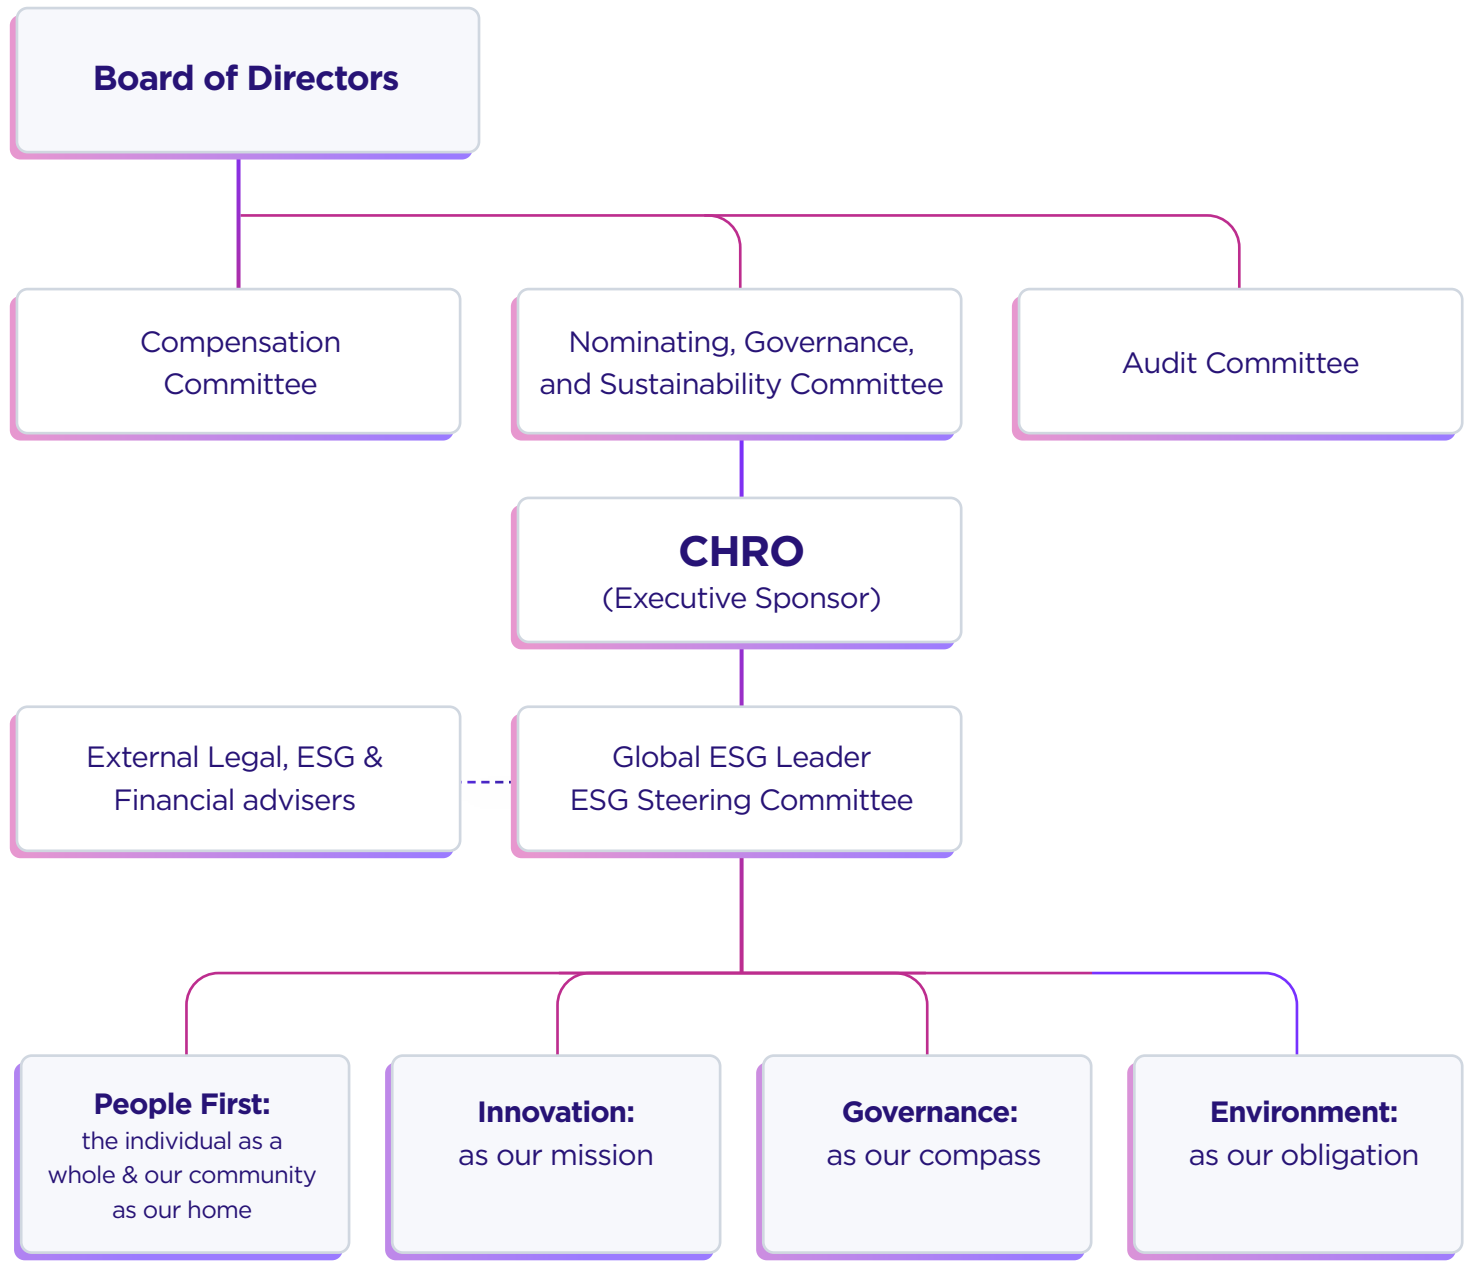 Board of Directors
Compensation
Committee
Nominating, Governance,
and Sustainability Committee
Audit Committee
CHRO
(Executive Sponsor)
External Legal, ESG &
Financial advisers
Global ESG Leader
ESG Steering Committee
People First:
the individual as a
whole & our community
as our home
Innovation:
as our mission
Governance:
as our compass
Environment:
as our obligation